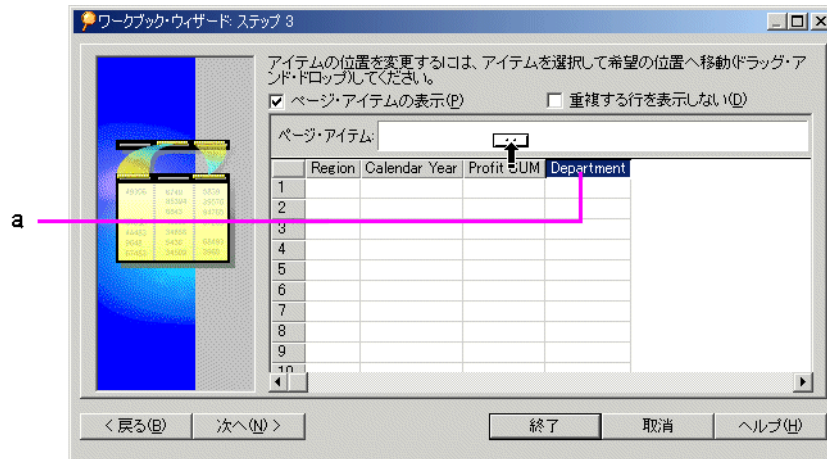 ワークブック・ウィザード: ステップ 3
アイテムの位置を変更するには、アイテムを選択して希望の位置へ移動(ドラッグ・ア
ンド・ドロップ)してください。
ページ・アイテムの表示(P)
重複する行を表示しない(D)
ページ・アイテム:
Region Calendar Year Profit SUM Department
1
2
a
3
4
5
6
7
8
9
10
< 戻る(B) 次へ(N) > 終了 取消 ヘルプ(H)